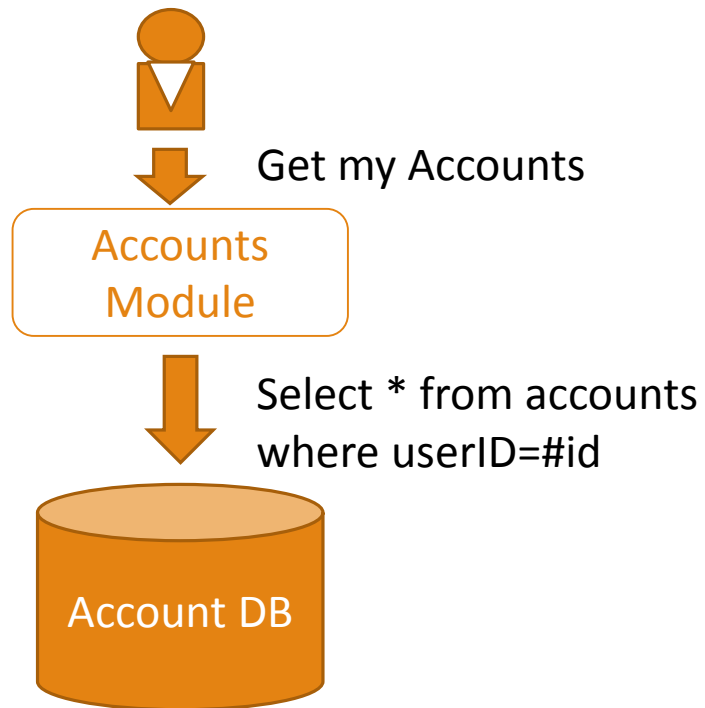 Get my Accounts
Accounts
Module
Select * from accounts
where userID=#id
Account DB